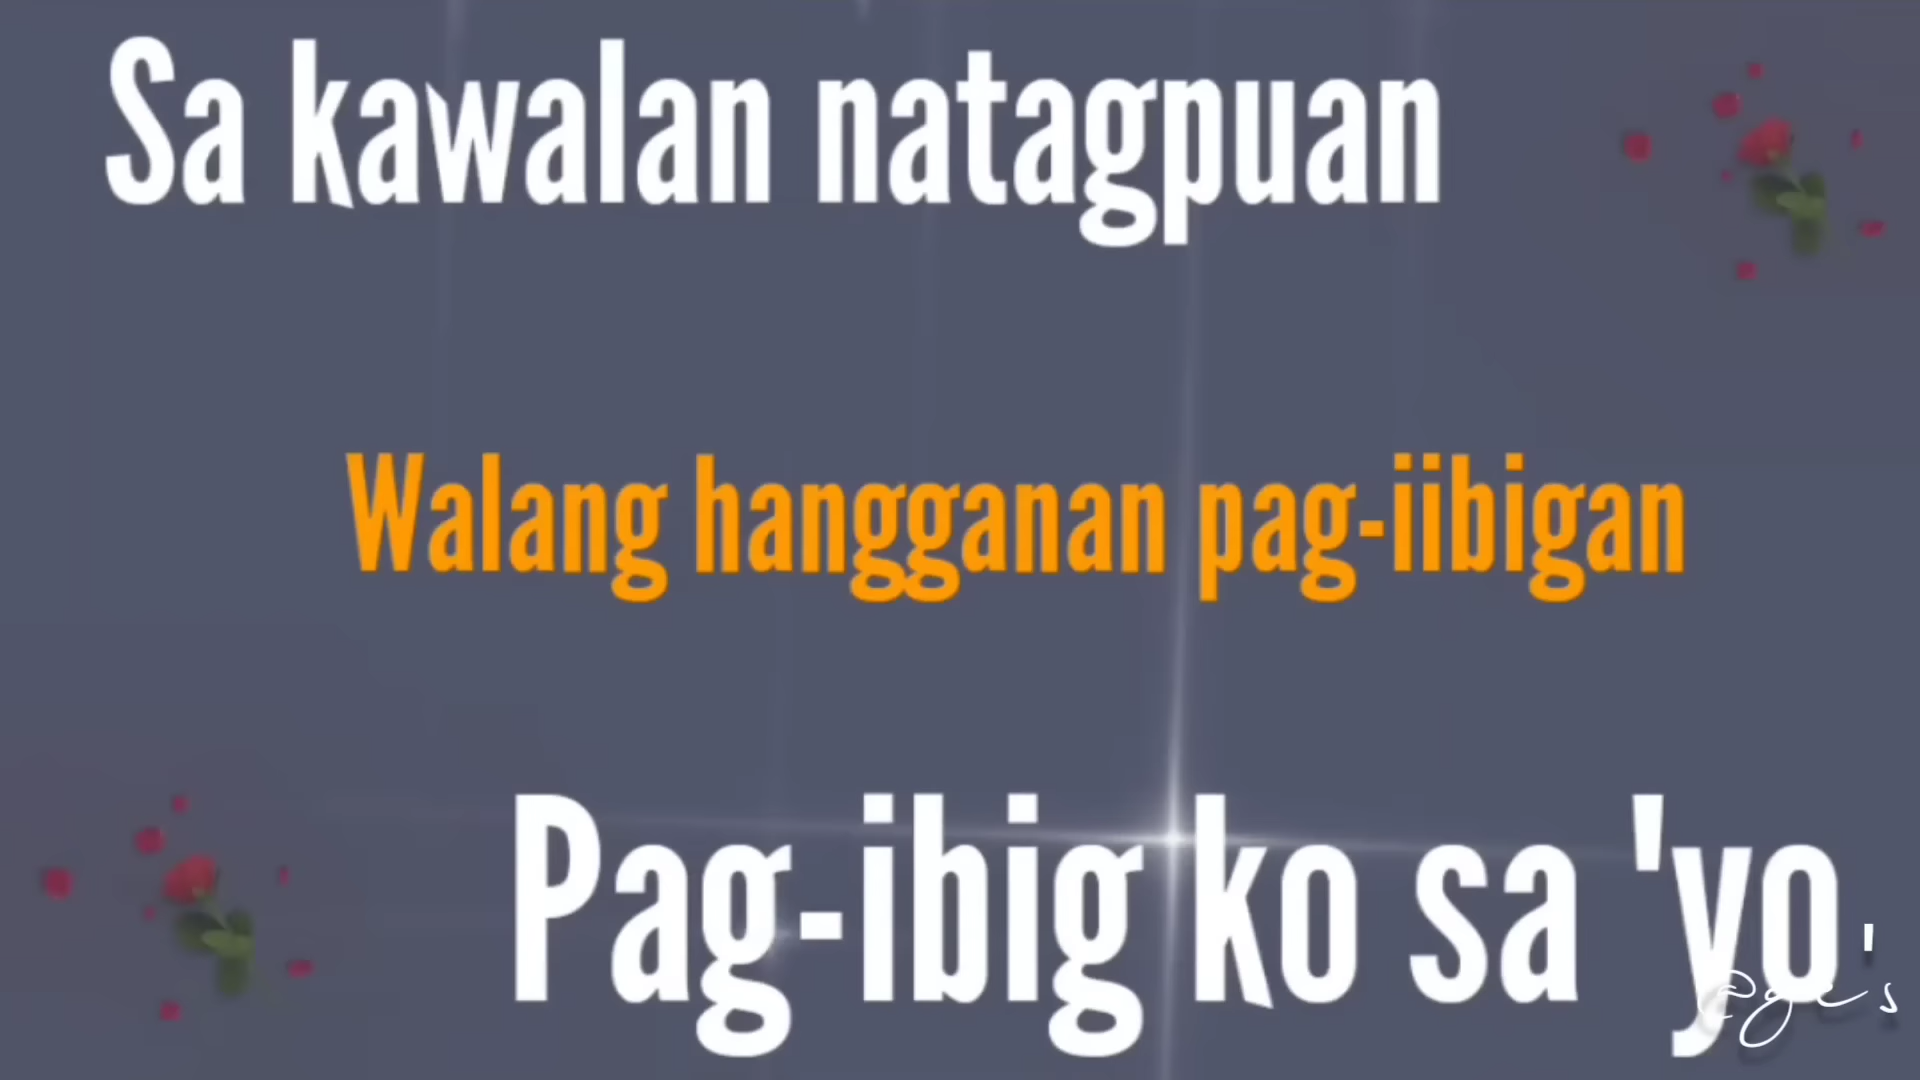 Sa kawalan natagpuan
Walang hangganan pag-iibigan
Pag-ibig ko sa 'yo